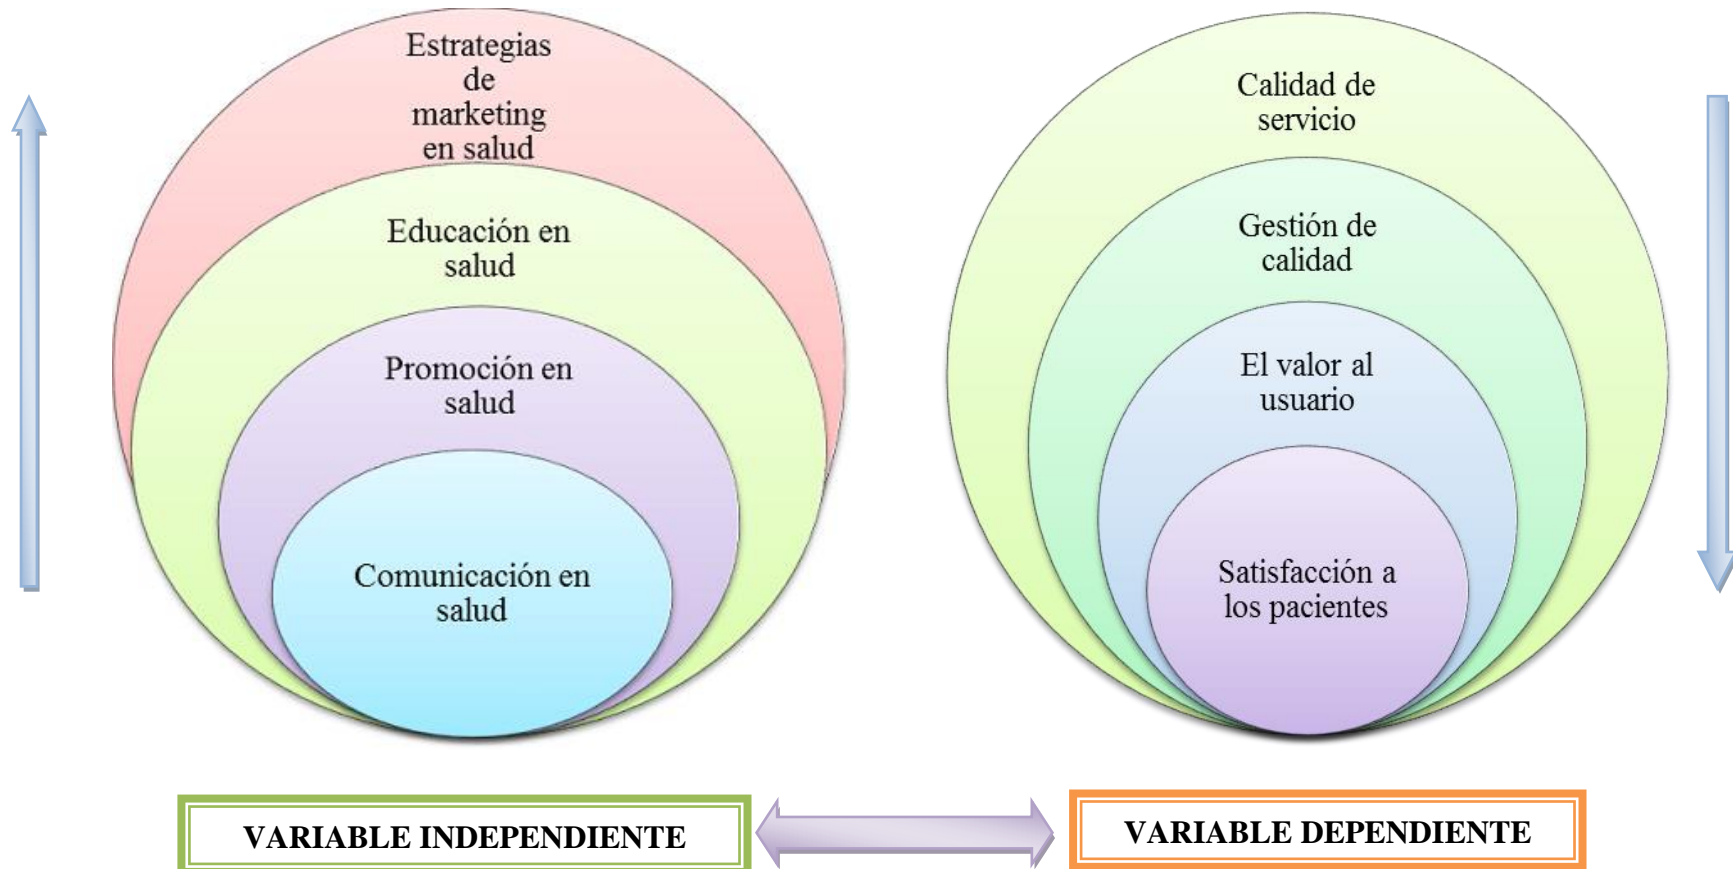 Estrategias
de
marketing
en salud
Educación en
salud
Promoción en
salud
Comunicación en
salud
Calidad de
servicio
Gestión de
calidad
El valor al
usuario
Satisfacción a
los pacientes
VARIABLE INDEPENDIENTE
VARIABLE DEPENDIENTE